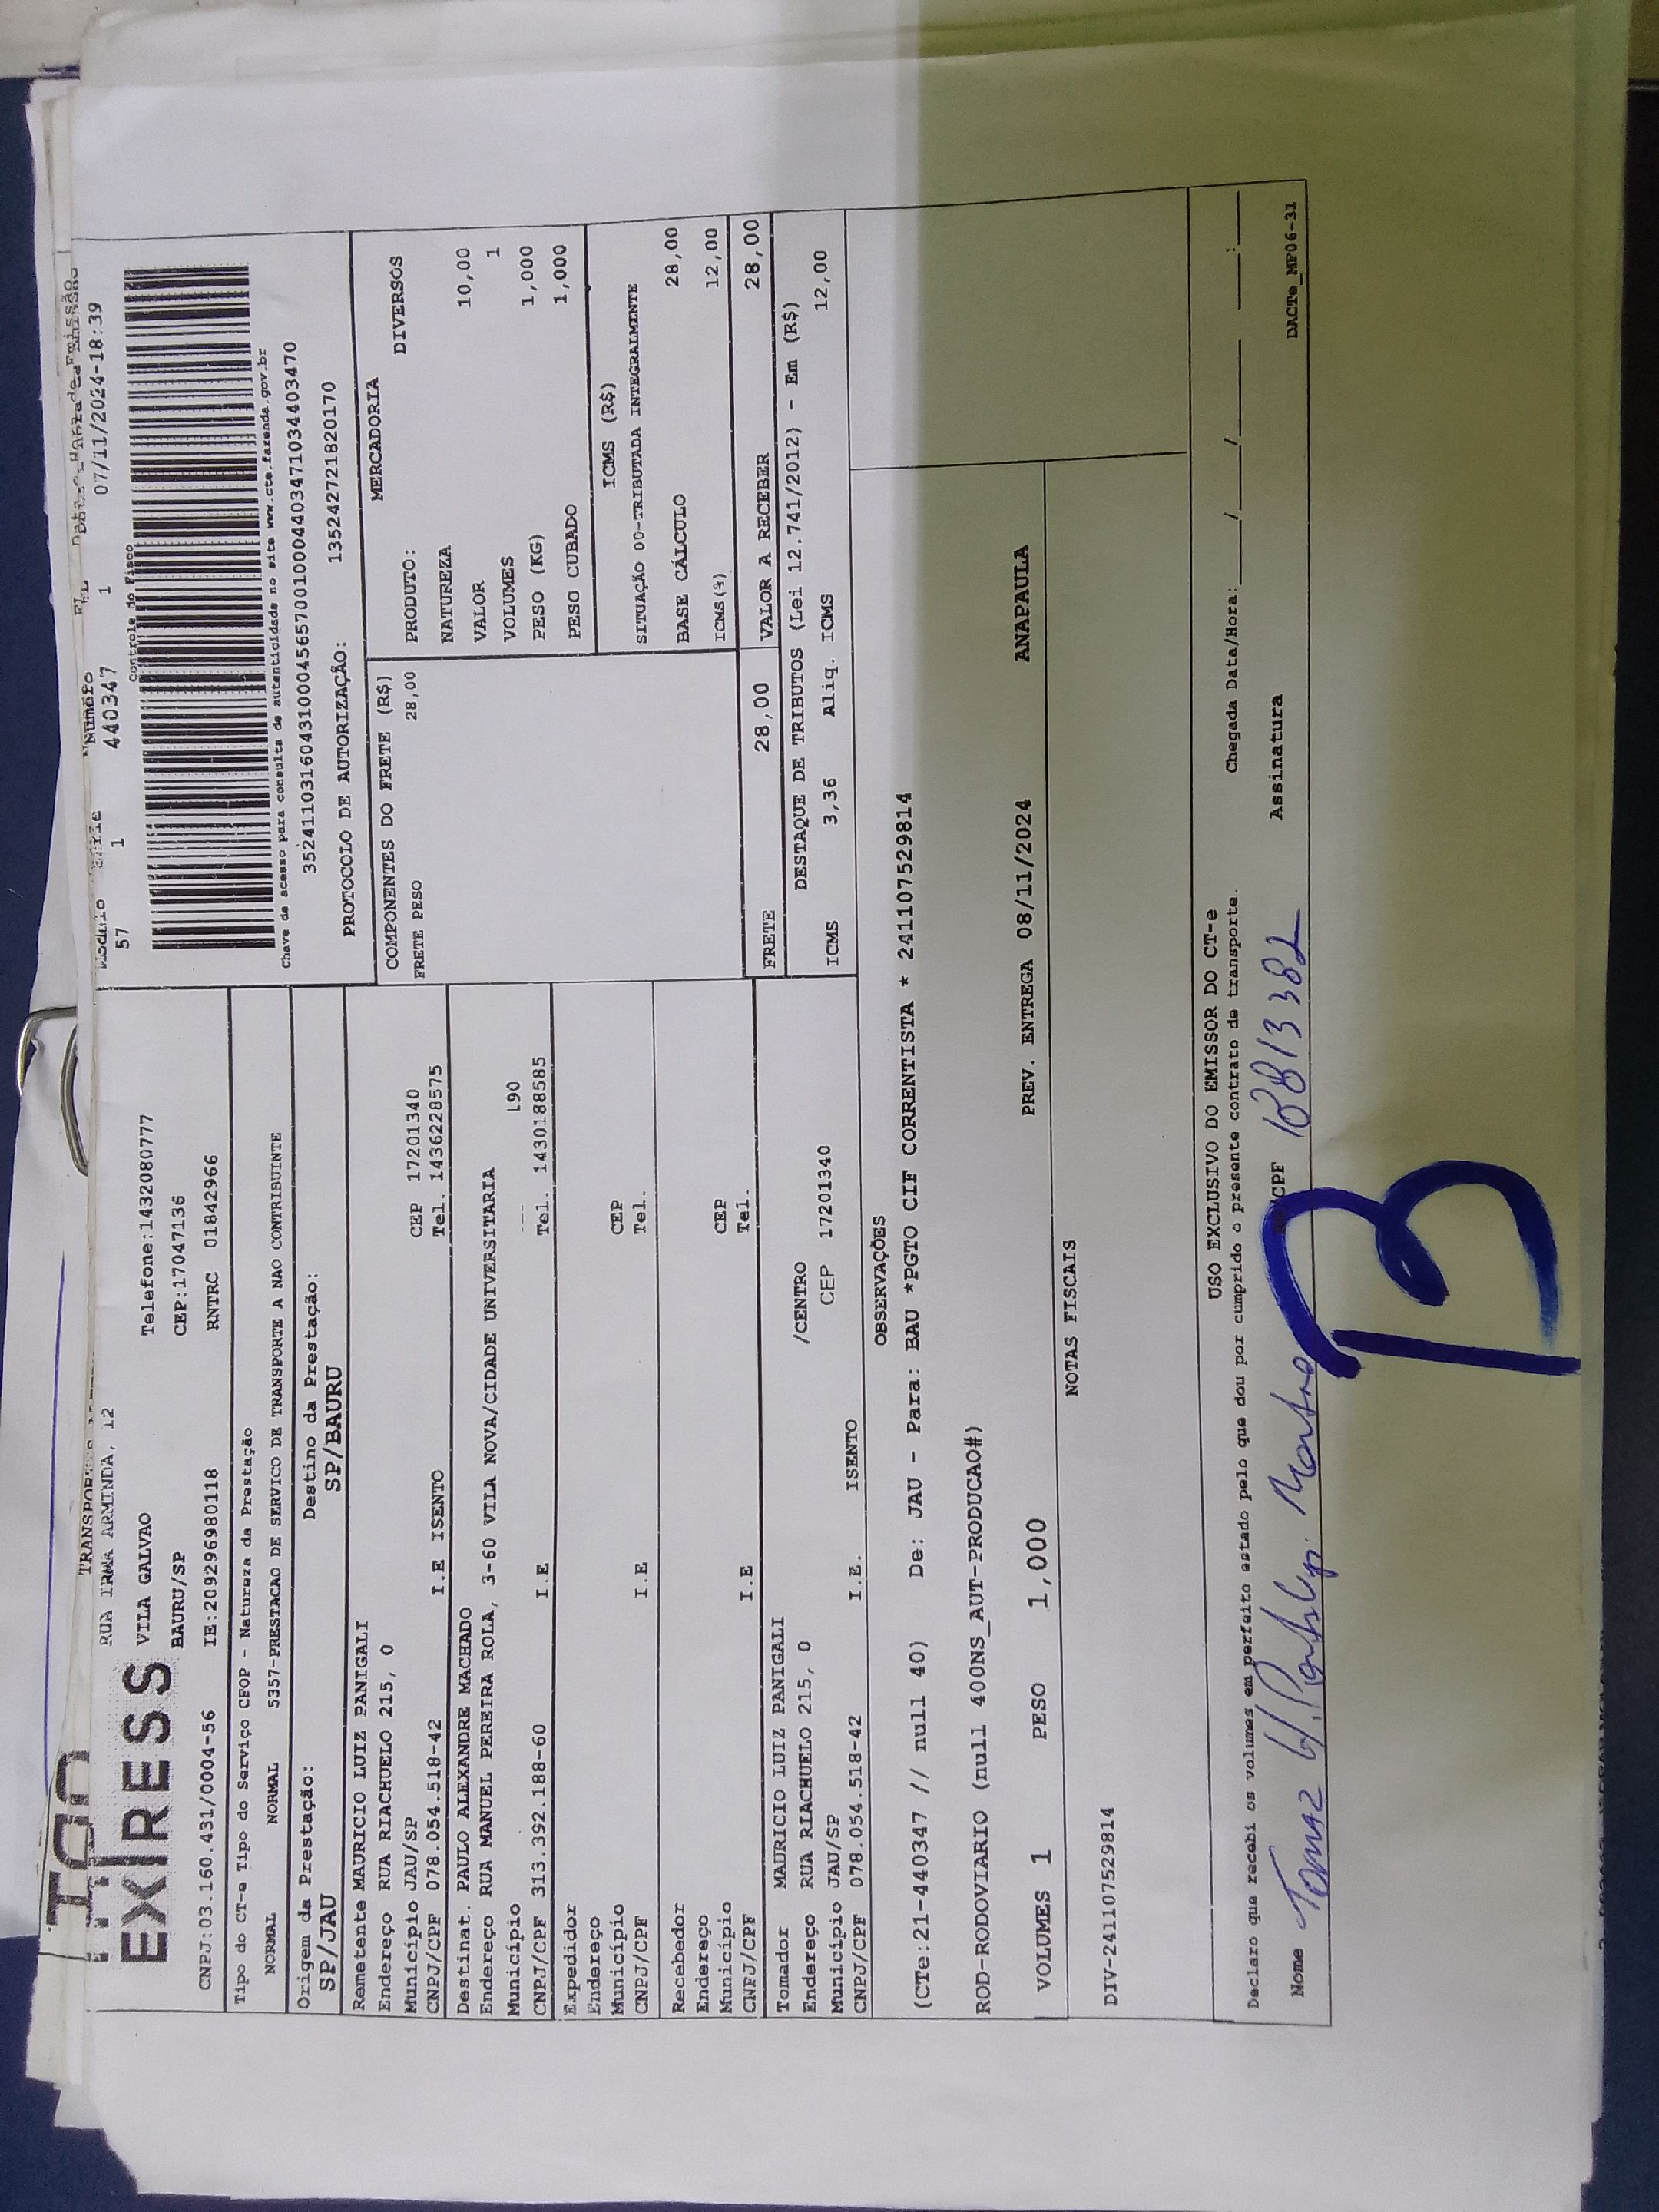 EXPRESS
RUA IRMA ARMINDA, 12
VILA GALVAO Telefone:1432080777
BAURU/SP CEP:17047136
CNPJ:03.160.431/0004-56 IE:209296980118 RNTRC 01842966
Modelo Série Número FL
57 1 440347 1 07/11/2024-18:39
Controle do Fisco
Chave de acesso para consulta de autenticidade no site www.cte.fazenda.gov.br
35241103160431000456570010004403471034403470
PROTOCOLO DE AUTORIZAÇÃO: 135242721820170
Tipo do CT-e Tipo do Serviço CFOP - Natureza da Prestação
NORMAL NORMAL 5357-PRESTACAO DE SERVICO DE TRANSPORTE A NAO CONTRIBUINTE
Origem da Prestação: Destino da Prestação:
SP/JAU SP/BAURU
Remetente MAURICIO LUIZ PANIGALI
Endereço RUA RIACHUELO 215, 0
Município JAU/SP CEP 17201340
CNPJ/CPF 078.054.518-42 I.E ISENTO Tel. 1436228575
Destinat. PAULO ALEXANDRE MACHADO
Endereço RUA MANUEL PEREIRA ROLA, 3-60 VILA NOVA/CIDADE UNIVERSITARIA
Município L90
CNPJ/CPF 313.392.188-60 I.E Tel. 1430188585
Expedidor
Endereço
Município CEP
CNPJ/CPF I.E Tel.
Recebedor
Endereço
Município CEP
CNPJ/CPF I.E Tel.
Tomador MAURICIO LUIZ PANIGALI
Endereço RUA RIACHUELO 215, 0 /CENTRO
Município JAU/SP CEP 17201340
CNPJ/CPF 078.054.518-42 I.E. ISENTO
COMPONENTES DO FRETE (R$)
FRETE PESO 28,00
MERCADORIA
PRODUTO: DIVERSOS
NATUREZA
VALOR 10,00
VOLUMES 1
PESO (KG) 1,000
PESO CUBADO 1,000
ICMS (R$)
SITUAÇÃO 00-TRIBUTADA INTEGRALMENTE
BASE CÁLCULO 28,00
ICMS(%) 12,00
FRETE 28,00 VALOR A RECEBER 28,00
DESTAQUE DE TRIBUTOS (Lei 12.741/2012) - Em (R$)
ICMS 3,36 Aliq. ICMS 12,00
OBSERVAÇÕES
(CTe:21-440347 // null 40) De: JAU - Para: BAU *PGTO CIF CORRENTISTA * 241107529814
ROD-RODOVIARIO (null 400NS_AUT-PRODUCAO#)
VOLUMES 1 PESO 1,000 PREV. ENTREGA 08/11/2024 ANAPAULA
NOTAS FISCAIS
DIV-241107529814
USO EXCLUSIVO DO EMISSOR DO CT-e
Declaro que recebi os volumes em perfeito estado pelo que dou por cumprido o presente contrato de transporte. Chegada Data/Hora:____/____/____ ____:____
Nome CPF Assinatura
DACTe_MF06-31